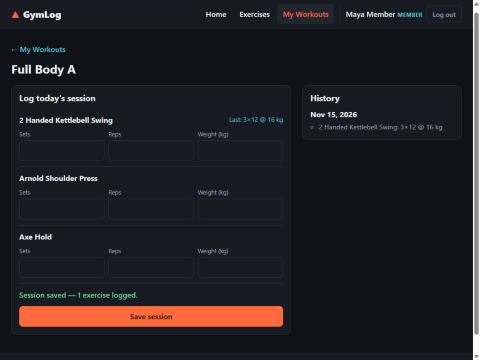 GymLog
Home Exercises My Workouts Maya Member MEMBER Log out
← My Workouts
Full Body A
Log today's session
2 Handed Kettlebell Swing Last: 3×12 @ 16 kg
Sets Reps Weight (kg)
Arnold Shoulder Press
Sets Reps Weight (kg)
Axe Hold
Sets Reps Weight (kg)
Session saved — 1 exercise logged.
Save session
History
Nov 15, 2026
2 Handed Kettlebell Swing: 3×12 @ 16 kg